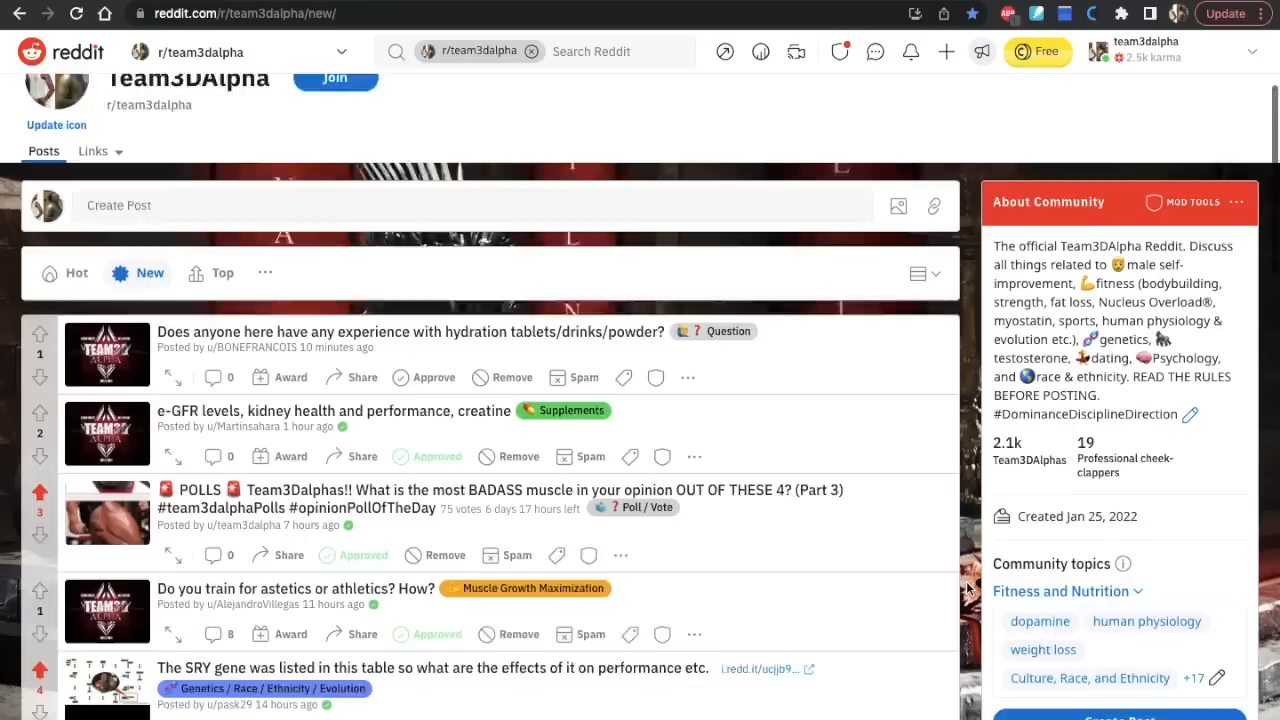 reddit.com/r/team3dalpha/new/
ABP
Update
reddit
r/team3dalpha
r/team3dalpha
Search Reddit
Free
team3dalpha
2.5k karma
Team3DAlpha
Join
r/team3dalpha
Update icon
Posts
Links
Create Post
Hot
New
Top
1
Does anyone here have any experience with hydration tablets/drinks/powder?
❓ Question
Posted by u/BONEFRANCOIS 10 minutes ago
0 Award Share Approve Remove Spam
2
e-GFR levels, kidney health and performance, creatine
Supplements
Posted by u/Martinsahara 1 hour ago
0 Award Share Approved Remove Spam
3
🚨 POLLS 🚨 Team3Dalphas!! What is the most BADASS muscle in your opinion OUT OF THESE 4? (Part 3)
#team3dalphaPolls #opinionPollOfTheDay 75 votes 6 days 17 hours left
❓ Poll / Vote
Posted by u/team3dalpha 7 hours ago
0 Share Approved Remove Spam
1
Do you train for astetics or athletics? How?
Muscle Growth Maximization
Posted by u/AlejandroVillegas 11 hours ago
8 Award Share Approved Remove Spam
4
The SRY gene was listed in this table so what are the effects of it on performance etc.
i.redd.it/ucjjb9...
Genetics / Race / Ethnicity / Evolution
Posted by u/pask29 14 hours ago
About Community
MOD TOOLS
The official Team3DAlpha Reddit. Discuss
all things related to male self-
improvement, 💪fitness (bodybuilding,
strength, fat loss, Nucleus Overload®,
myostatin, sports, human physiology &
evolution etc.), 🧬genetics, 🦍
testosterone, 💃dating, 🧠Psychology,
and 🌎race & ethnicity. READ THE RULES
BEFORE POSTING.
#DominanceDisciplineDirection
2.1k
Team3DAlphas
19
Professional cheek-
clappers
Created Jan 25, 2022
Community topics
Fitness and Nutrition
dopamine
human physiology
weight loss
Culture, Race, and Ethnicity
+17
Create Post